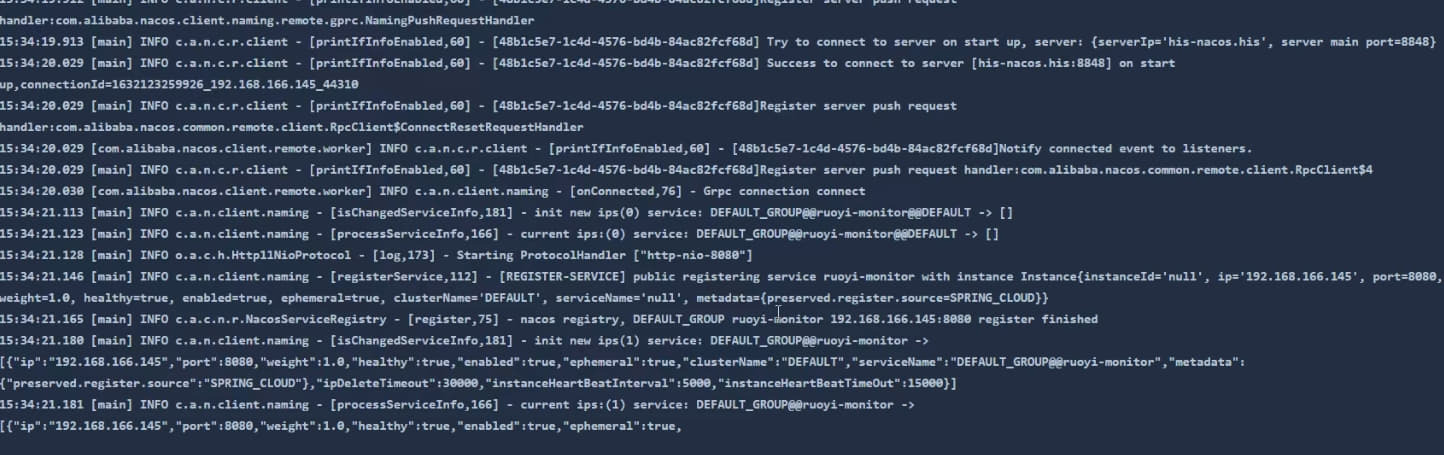 15:34:19.912 [main] INFO c.a.n.c.r.client - [printIfInfoEnabled,60] - [48b1c5e7-1c4d-4576-bd4b-84ac82fcf68d]Register server push request
handler:com.alibaba.nacos.client.naming.remote.gprc.NamingPushRequestHandler
15:34:19.913 [main] INFO c.a.n.c.r.client - [printIfInfoEnabled,60] - [48b1c5e7-1c4d-4576-bd4b-84ac82fcf68d] Try to connect to server on start up, server: {serverIp='his-nacos.his', server main port=8848}
15:34:20.029 [main] INFO c.a.n.c.r.client - [printIfInfoEnabled,60] - [48b1c5e7-1c4d-4576-bd4b-84ac82fcf68d] Success to connect to server [his-nacos.his:8848] on start
up,connectionId=1632123259926_192.168.166.145_44310
15:34:20.029 [main] INFO c.a.n.c.r.client - [printIfInfoEnabled,60] - [48b1c5e7-1c4d-4576-bd4b-84ac82fcf68d]Register server push request
handler:com.alibaba.nacos.common.remote.client.RpcClient$ConnectResetRequestHandler
15:34:20.029 [com.alibaba.nacos.client.remote.worker] INFO c.a.n.c.r.client - [printIfInfoEnabled,60] - [48b1c5e7-1c4d-4576-bd4b-84ac82fcf68d]Notify connected event to listeners.
15:34:20.029 [main] INFO c.a.n.c.r.client - [printIfInfoEnabled,60] - [48b1c5e7-1c4d-4576-bd4b-84ac82fcf68d]Register server push request handler:com.alibaba.nacos.common.remote.client.RpcClient$4
15:34:20.030 [com.alibaba.nacos.client.remote.worker] INFO c.a.n.client.naming - [onConnected,76] - Grpc connection connect
15:34:21.113 [main] INFO c.a.n.client.naming - [isChangedServiceInfo,181] - init new ips(0) service: DEFAULT_GROUP@@ruoyi-monitor@@DEFAULT -> []
15:34:21.123 [main] INFO c.a.n.client.naming - [processServiceInfo,166] - current ips:(0) service: DEFAULT_GROUP@@ruoyi-monitor@@DEFAULT -> []
15:34:21.128 [main] INFO o.a.c.h.Http11NioProtocol - [log,173] - Starting ProtocolHandler ["http-nio-8080"]
15:34:21.146 [main] INFO c.a.n.client.naming - [registerService,112] - [REGISTER-SERVICE] public registering service ruoyi-monitor with instance Instance{instanceId='null', ip='192.168.166.145', port=8080,
weight=1.0, healthy=true, enabled=true, ephemeral=true, clusterName='DEFAULT', serviceName='null', metadata={preserved.register.source=SPRING_CLOUD}}
15:34:21.165 [main] INFO c.a.c.n.r.NacosServiceRegistry - [register,75] - nacos registry, DEFAULT_GROUP ruoyi-monitor 192.168.166.145:8080 register finished
15:34:21.180 [main] INFO c.a.n.client.naming - [isChangedServiceInfo,181] - init new ips(1) service: DEFAULT_GROUP@@ruoyi-monitor ->
[{"ip":"192.168.166.145","port":8080,"weight":1.0,"healthy":true,"enabled":true,"ephemeral":true,"clusterName":"DEFAULT","serviceName":"DEFAULT_GROUP@@ruoyi-monitor","metadata":
{"preserved.register.source":"SPRING_CLOUD"},"ipDeleteTimeout":30000,"instanceHeartBeatInterval":5000,"instanceHeartBeatTimeOut":15000}]
15:34:21.181 [main] INFO c.a.n.client.naming - [processServiceInfo,166] - current ips:(1) service: DEFAULT_GROUP@@ruoyi-monitor ->
[{"ip":"192.168.166.145","port":8080,"weight":1.0,"healthy":true,"enabled":true,"ephemeral":true,